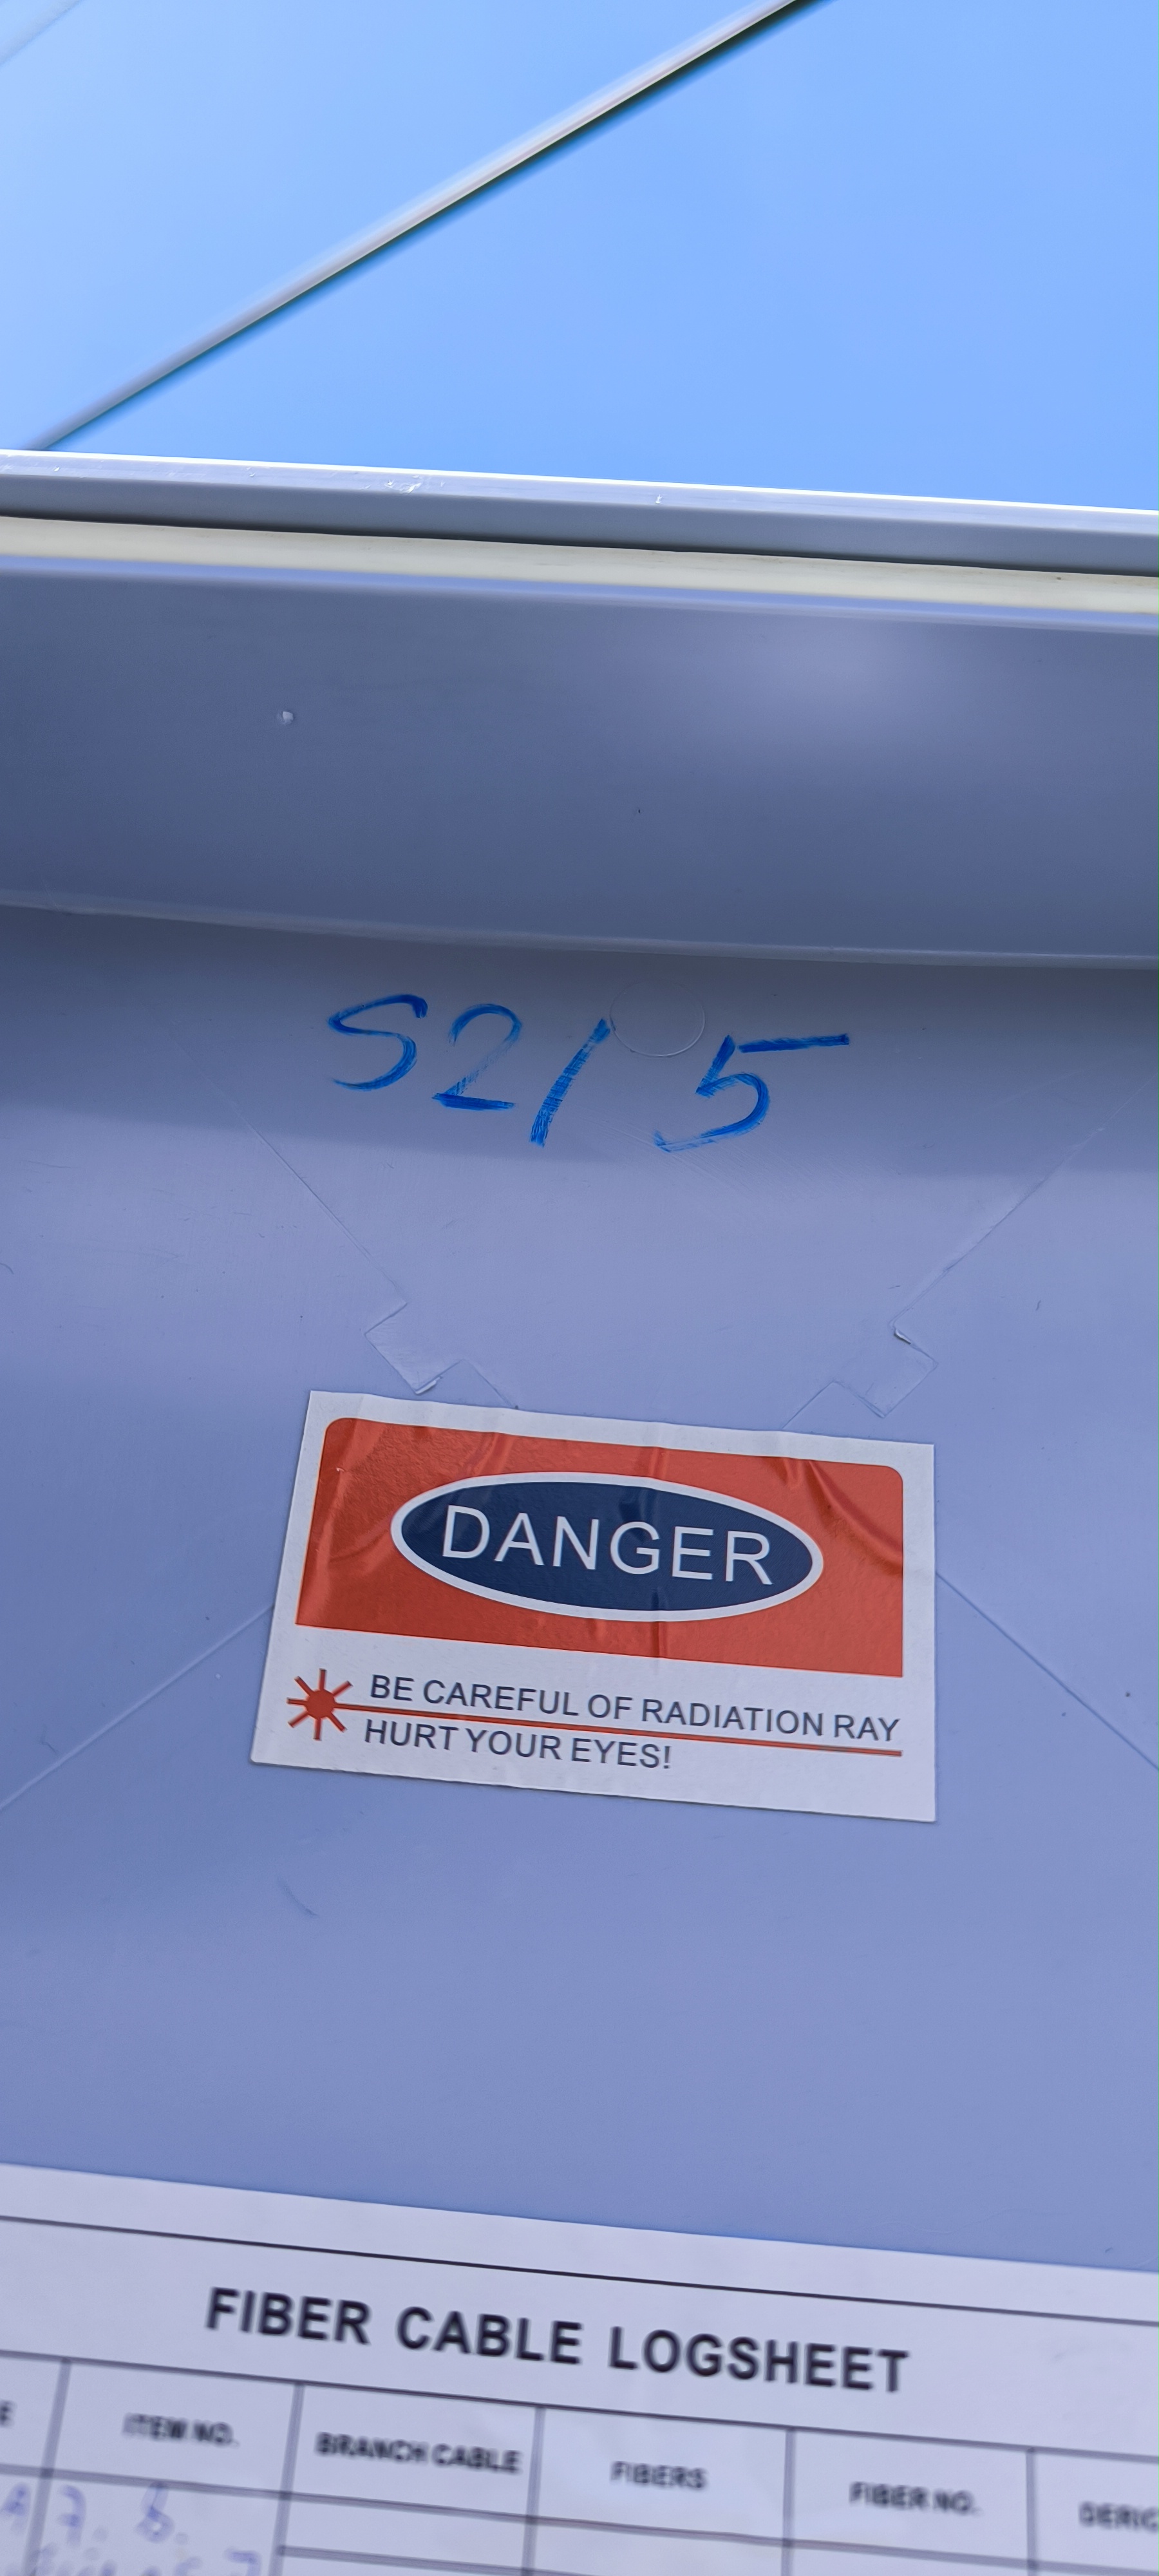 S2/5
DANGER
BE CAREFUL OF RADIATION RAY
HURT YOUR EYES!
FIBER CABLE LOGSHEET
ITEM NO.
BRANCH CABLE
FIBERS
FIBER NO.